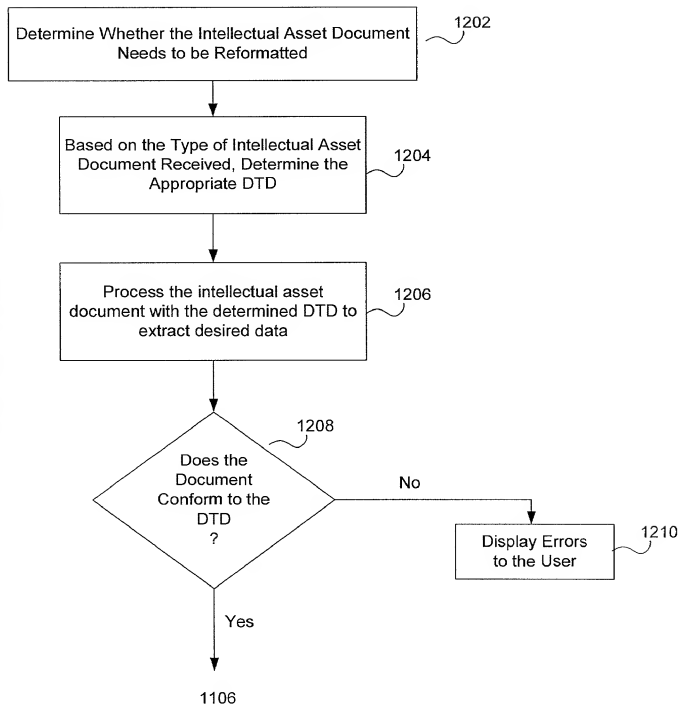 Determine Whether the Intellectual Asset Document
Needs to be Reformatted
1202
Based on the Type of Intellectual Asset
Document Received, Determine the
Appropriate DTD
1204
Process the intellectual asset
document with the determined DTD to
extract desired data
1206
1208
Does the
Document
Conform to the
DTD
?
No
Display Errors
to the User
1210
Yes
1106